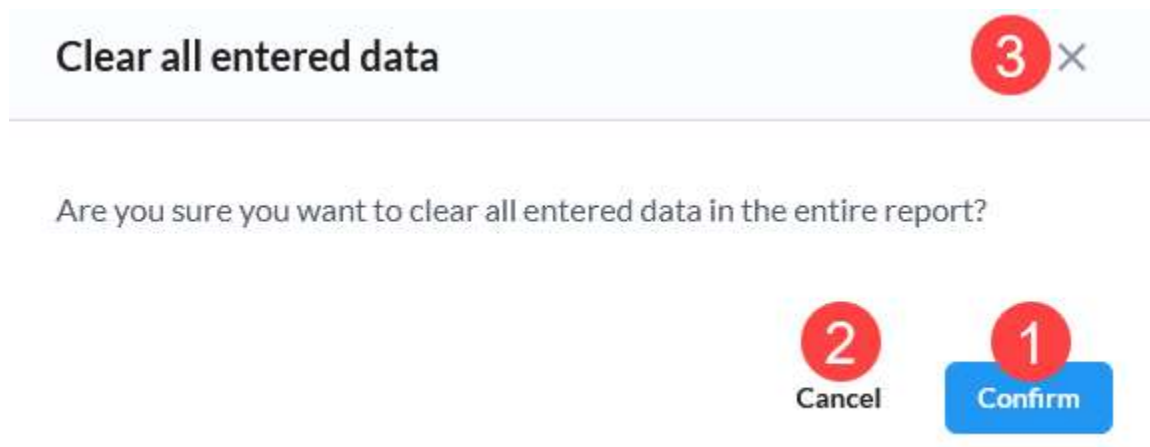 Clear all entered data
3
Are you sure you want to clear all entered data in the entire report?
2
1
Cancel
Confirm